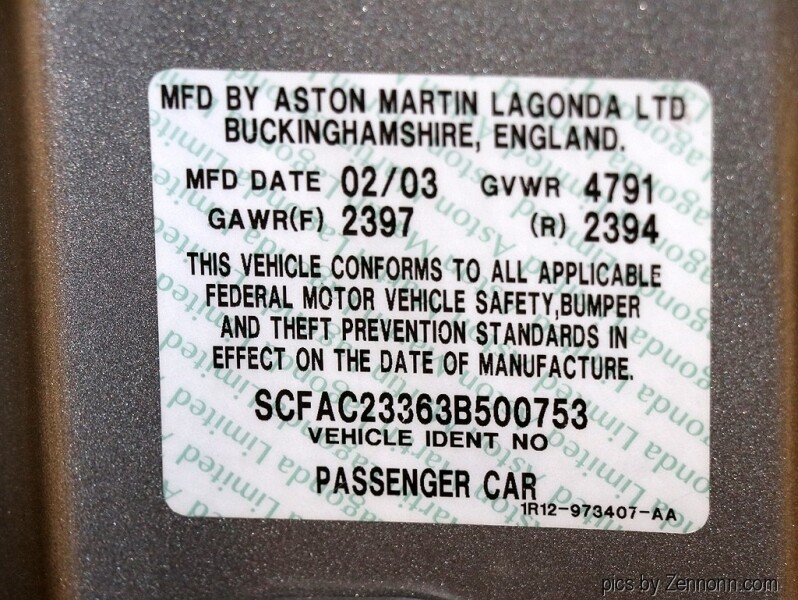 MFD BY ASTON MARTIN LAGONDA LTD
BUCKINGHAMSHIRE, ENGLAND.
MFD DATE 02/03 GVWR 4791
GAWR(F) 2397 (R) 2394
THIS VEHICLE CONFORMS TO ALL APPLICABLE
FEDERAL MOTOR VEHICLE SAFETY,BUMPER
AND THEFT PREVENTION STANDARDS IN
EFFECT ON THE DATE OF MANUFACTURE.
SCFAC23363B500753
VEHICLE IDENT NO
PASSENGER CAR
1R12-973407-AA
pics by Zennonn.com